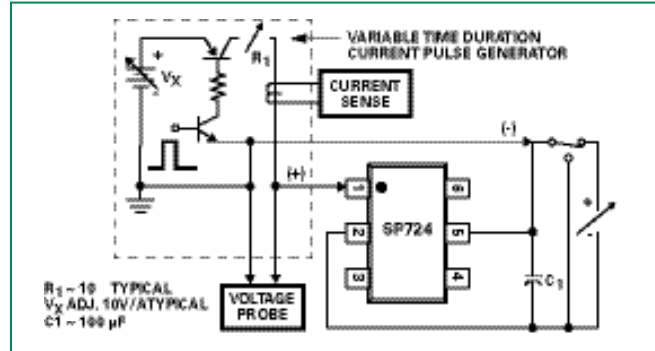 VARIABLE TIME DURATION
CURRENT PULSE GENERATOR
+
R1
VX
CURRENT
SENSE
(-)
(+)
1
6
SP724
2
5
3
4
+
-
C1
VOLTAGE
PROBE
R1 ~ 10 TYPICAL
VX ADJ. 10V//ATYPICAL
C1 ~ 100 µF